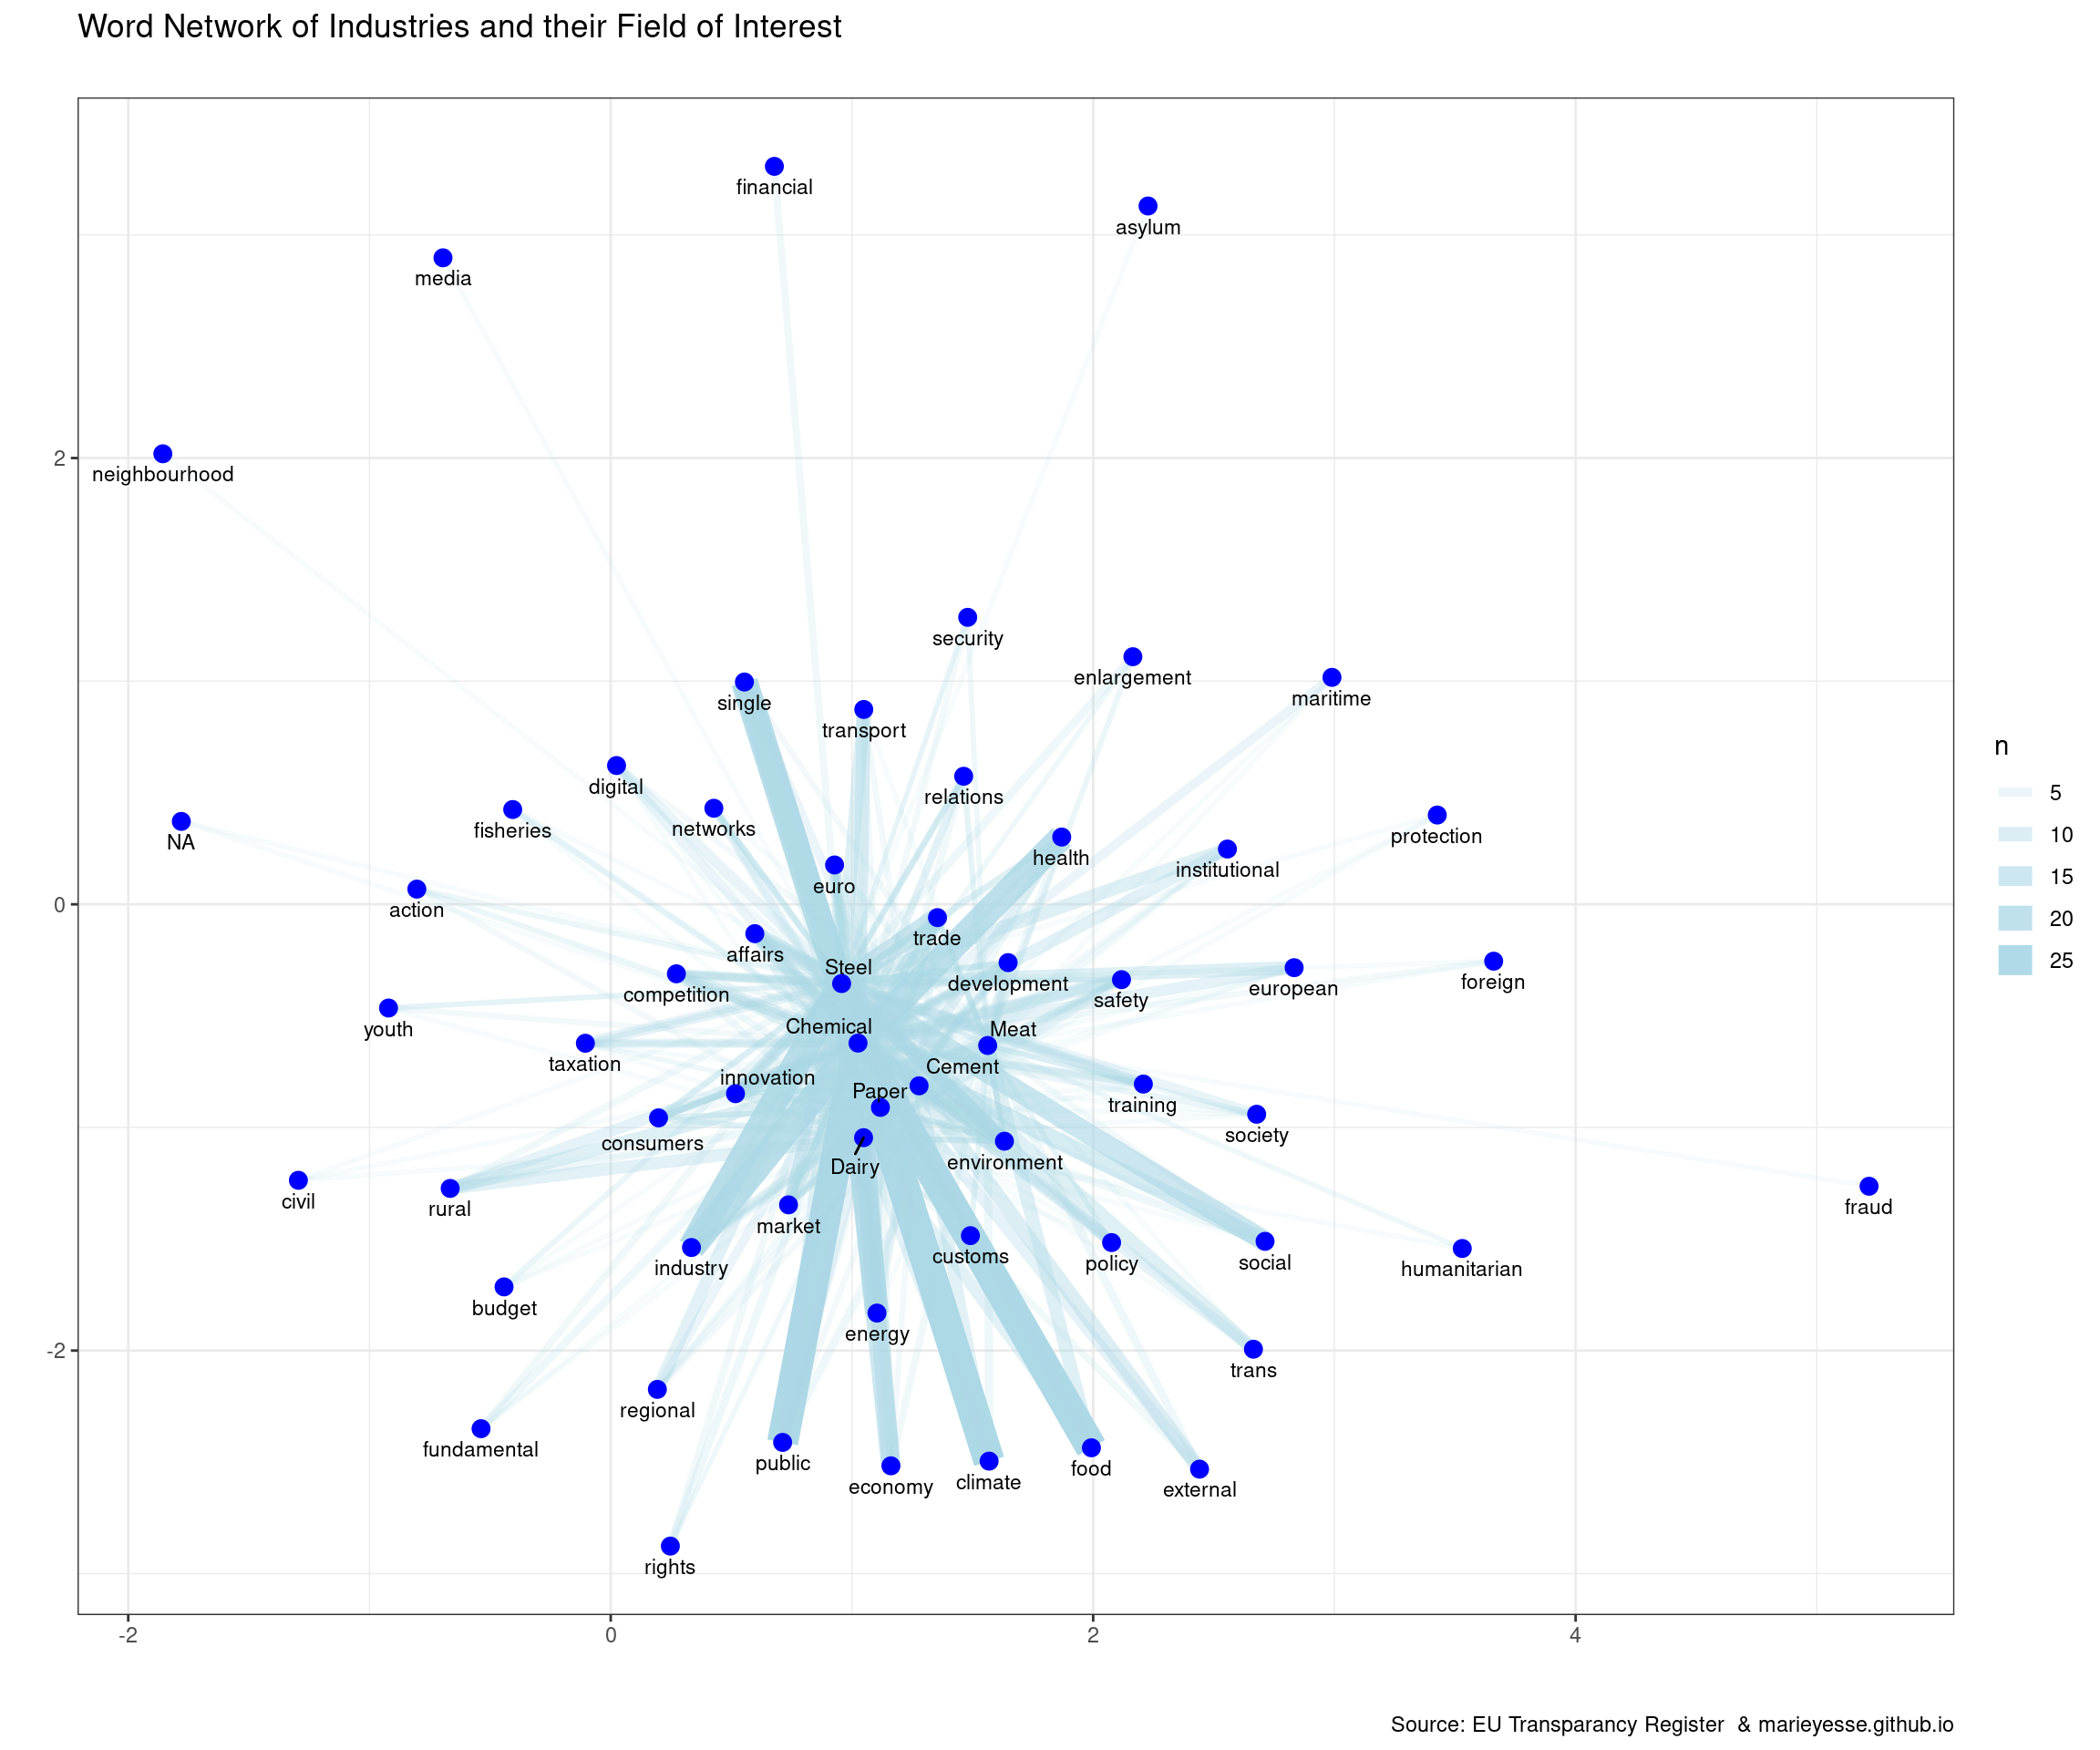 Word Network of Industries and their Field of Interest
financial
asylum
media
2
neighbourhood
security
enlargement
maritime
single
transport
digital
relations
networks
fisheries
protection
NA
health
institutional
euro
0
action
trade
affairs
Steel
development
european
foreign
competition
safety
Chemical
Meat
youth
taxation
Cement
innovation
Paper
training
consumers
society
Dairy
environment
civil
rural
fraud
market
industry
customs
policy
social
humanitarian
budget
energy
-2
trans
regional
fundamental
public
economy
climate
food
external
rights
-2
0
2
4
n
5
10
15
20
25
Source: EU Transparancy Register  & marieyesse.github.io